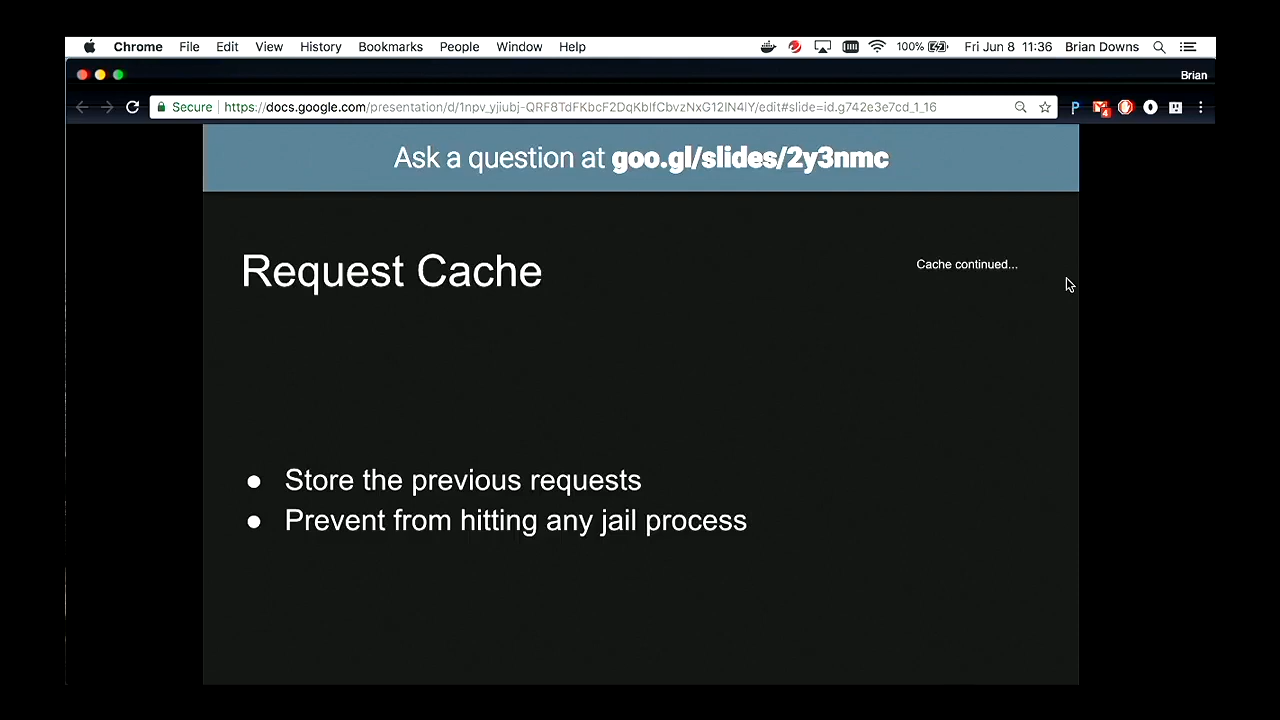 Chrome File Edit View History Bookmarks People Window Help 100% Fri Jun 8 11:36 Brian Downs
Brian
Secure https://docs.google.com/presentation/d/1npv_yjiubj-QRF8TdFKbcF2DqKbIfCbvzNxG12IN4IY/edit#slide=id.g742e3e7cd_1_16
Ask a question at goo.gl/slides/2y3nmc
Request Cache
Cache continued...
● Store the previous requests
● Prevent from hitting any jail process